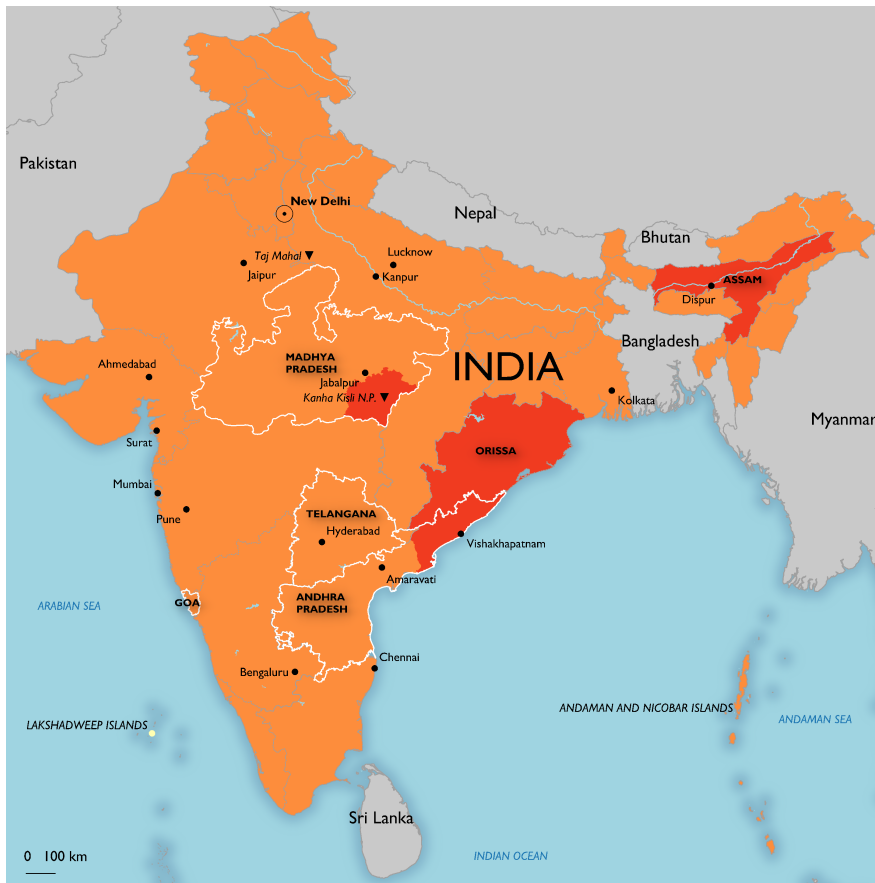 Pakistan
New Delhi
Nepal
Bhutan
Taj Mahal
Lucknow
Jaipur
Kanpur
ASSAM
Dispur
Bangladesh
Ahmedabad
MADHYA
PRADESH
INDIA
Jabalpur
Kanha Kisli N.P.
Kolkata
Myanmar
Surat
ORISSA
Mumbai
Pune
TELANGANA
Hyderabad
Vishakhapatnam
Amaravati
ARABIAN SEA
GOA
ANDHRA
PRADESH
Chennai
Bengaluru
ANDAMAN AND NICOBAR ISLANDS
ANDAMAN SEA
LAKSHADWEEP ISLANDS
Sri Lanka
0 100 km
INDIAN OCEAN